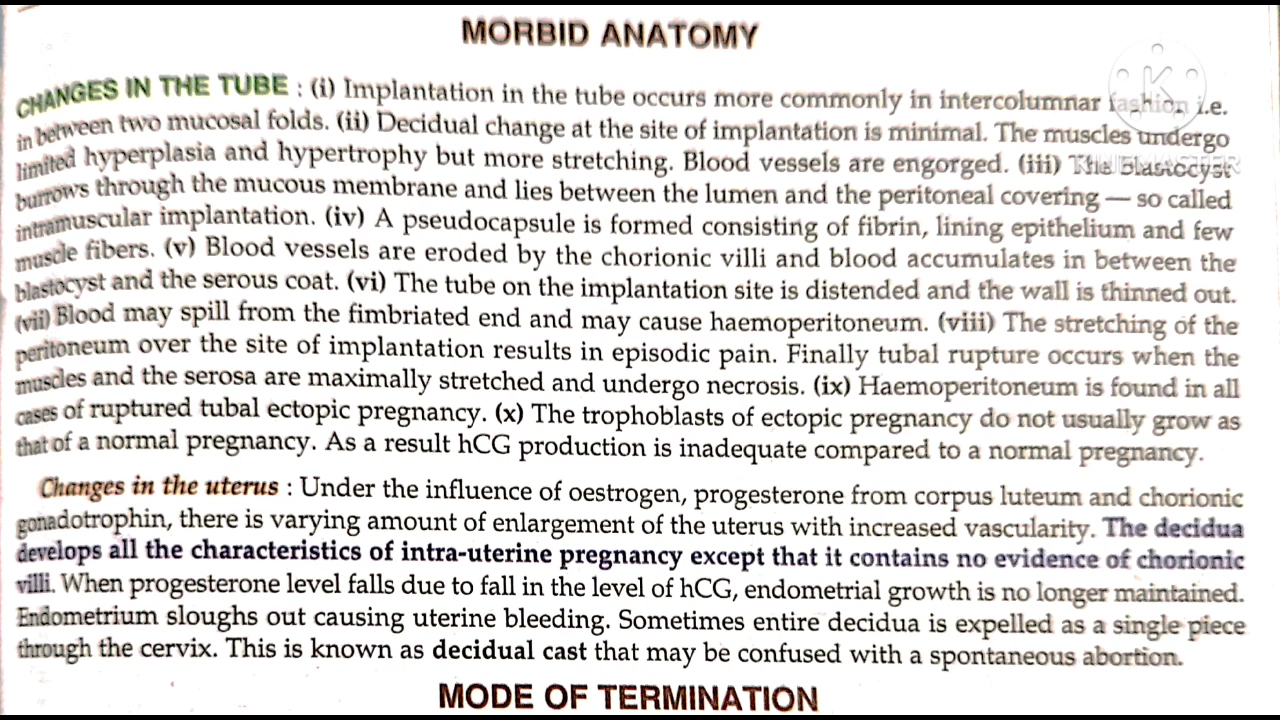 MORBID ANATOMY
CHANGES IN THE TUBE : (i) Implantation in the tube occurs more commonly in intercolumnar fashion i.e.
in between two mucosal folds. (ii) Decidual change at the site of implantation is minimal. The muscles undergo
limited hyperplasia and hypertrophy but more stretching. Blood vessels are engorged. (iii) The blastocyst
burrows through the mucous membrane and lies between the lumen and the peritoneal covering — so called
intramuscular implantation. (iv) A pseudocapsule is formed consisting of fibrin, lining epithelium and few
muscle fibers. (v) Blood vessels are eroded by the chorionic villi and blood accumulates in between the
blastocyst and the serous coat. (vi) The tube on the implantation site is distended and the wall is thinned out.
(vii) Blood may spill from the fimbriated end and may cause haemoperitoneum. (viii) The stretching of the
peritoneum over the site of implantation results in episodic pain. Finally tubal rupture occurs when the
muscles and the serosa are maximally stretched and undergo necrosis. (ix) Haemoperitoneum is found in all
cases of ruptured tubal ectopic pregnancy. (x) The trophoblasts of ectopic pregnancy do not usually grow as
that of a normal pregnancy. As a result hCG production is inadequate compared to a normal pregnancy.
Changes in the uterus : Under the influence of oestrogen, progesterone from corpus luteum and chorionic
gonadotrophin, there is varying amount of enlargement of the uterus with increased vascularity. The decidua
develops all the characteristics of intra-uterine pregnancy except that it contains no evidence of chorionic
villi. When progesterone level falls due to fall in the level of hCG, endometrial growth is no longer maintained.
Endometrium sloughs out causing uterine bleeding. Sometimes entire decidua is expelled as a single piece
through the cervix. This is known as decidual cast that may be confused with a spontaneous abortion.
MODE OF TERMINATION
K
KINEMASTER